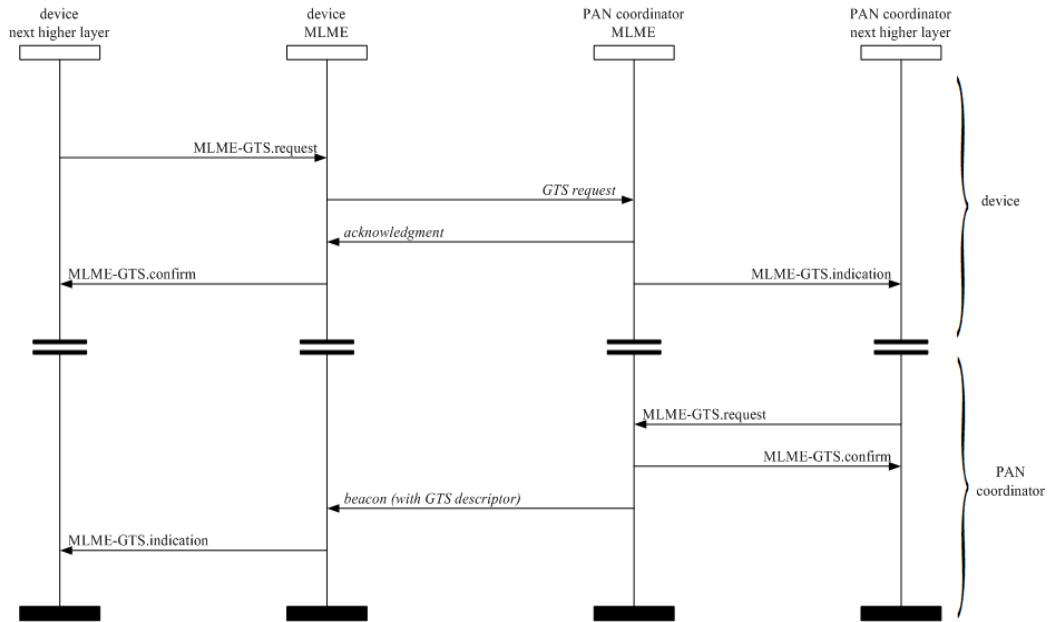 device
next higher layer
device
MLME
PAN coordinator
MLME
PAN coordinator
next higher layer
MLME-GTS.request
GTS request
acknowledgment
MLME-GTS.confirm
MLME-GTS.indication
device
MLME-GTS.request
MLME-GTS.confirm
beacon (with GTS descriptor)
MLME-GTS.indication
PAN
coordinator